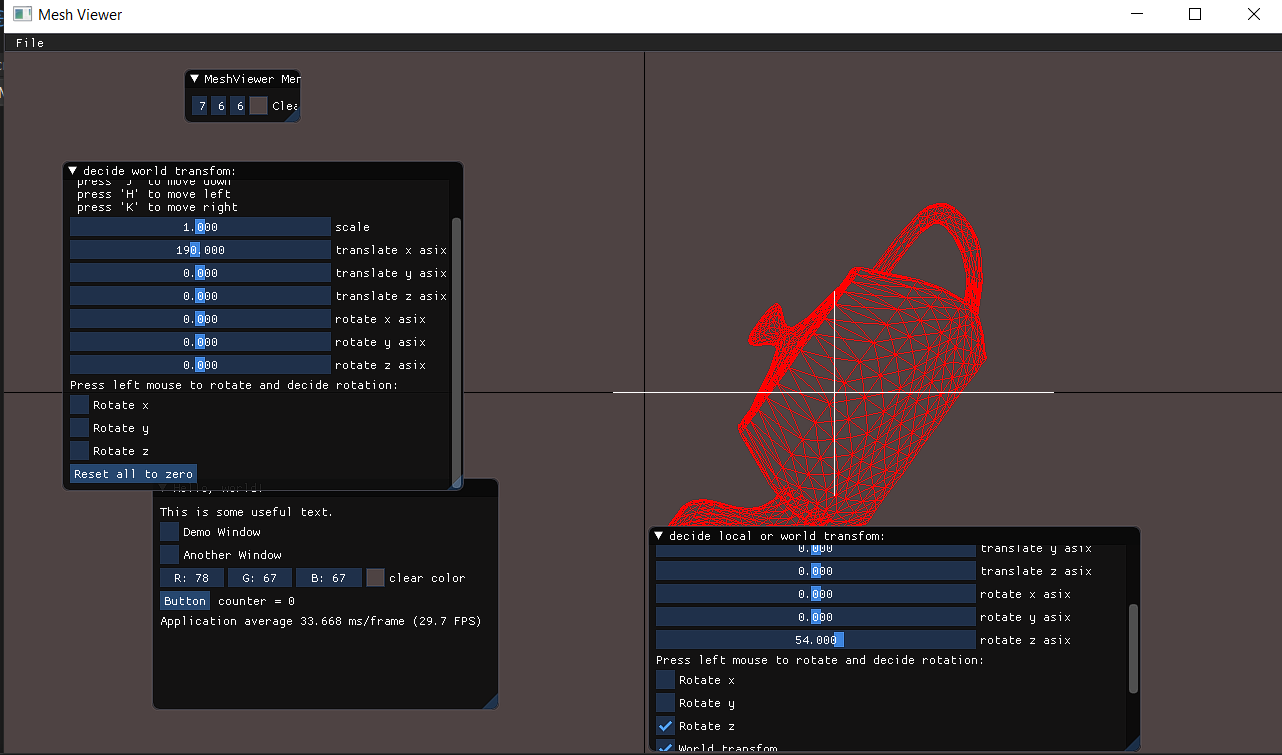 Mesh Viewer
File
MeshViewer Mer
7 6 6 Clea
decide world transfom:
press 'J' to move down
press 'H' to move left
press 'K' to move right
1.000 scale
190.000 translate x asix
0.000 translate y asix
0.000 translate z asix
0.000 rotate x asix
0.000 rotate y asix
0.000 rotate z asix
Press left mouse to rotate and decide rotation:
Rotate x
Rotate y
Rotate z
Reset all to zero
Hello, world!
This is some useful text.
Demo Window
Another Window
R: 78 G: 67 B: 67 clear color
Button counter = 0
Application average 33.668 ms/frame (29.7 FPS)
decide local or world transfom:
0.000 translate y asix
0.000 translate z asix
0.000 rotate x asix
0.000 rotate y asix
54.000 rotate z asix
Press left mouse to rotate and decide rotation:
Rotate x
Rotate y
Rotate z
World transfom